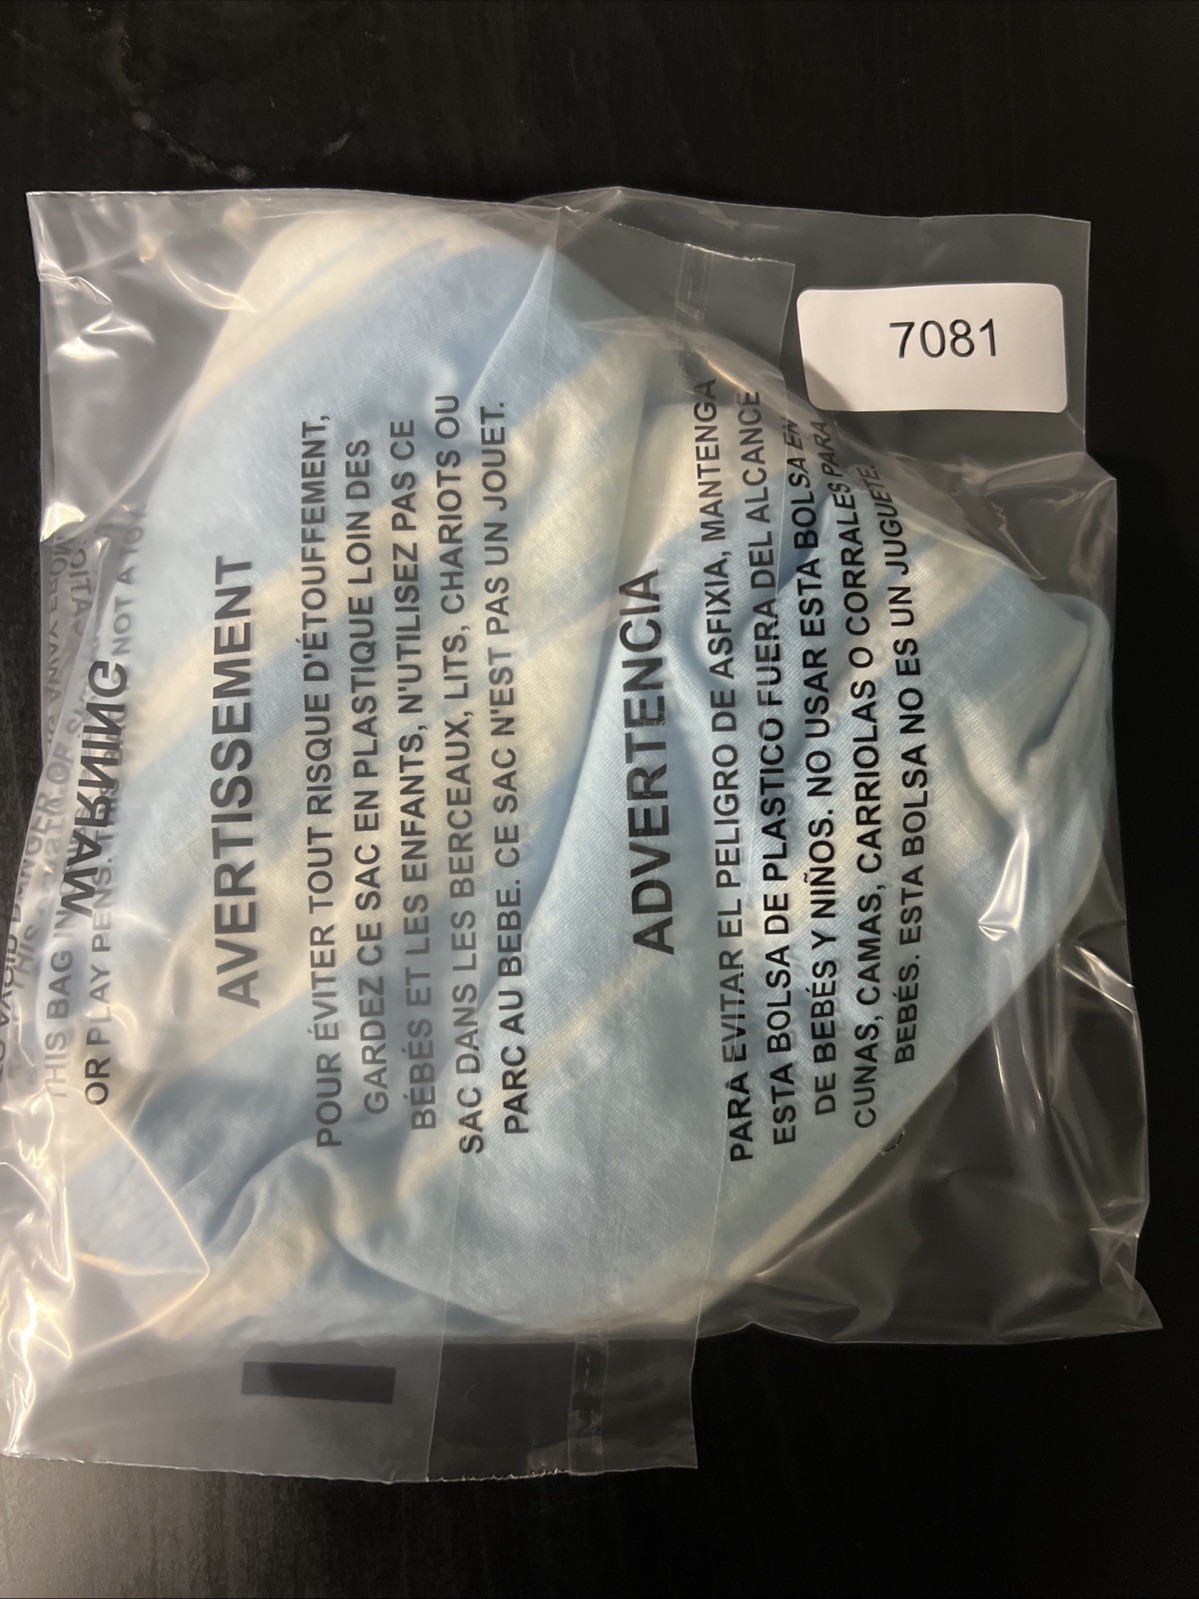 7081
WARNING
THIS BAG IN
OR PLAY PENS. THIS NOT A TOY
AVERTISSEMENT
POUR ÉVITER TOUT RISQUE D'ÉTOUFFEMENT,
GARDEZ CE SAC EN PLASTIQUE LOIN DES
BÉBÉS ET LES ENFANTS, N'UTILISEZ PAS CE
SAC DANS LES BERCEAUX, LITS, CHARIOTS OU
PARC AU BEBE. CE SAC N'EST PAS UN JOUET.
ADVERTENCIA
PARA EVITAR EL PELIGRO DE ASFIXIA, MANTENGA
ESTA BOLSA DE PLASTICO FUERA DEL ALCANCE
DE BEBÉS Y NIÑOS. NO USAR ESTA BOLSA EN
CUNAS, CAMAS, CARRIOLAS O CORRALES PARA
BEBÉS. ESTA BOLSA NO ES UN JUGUETE.